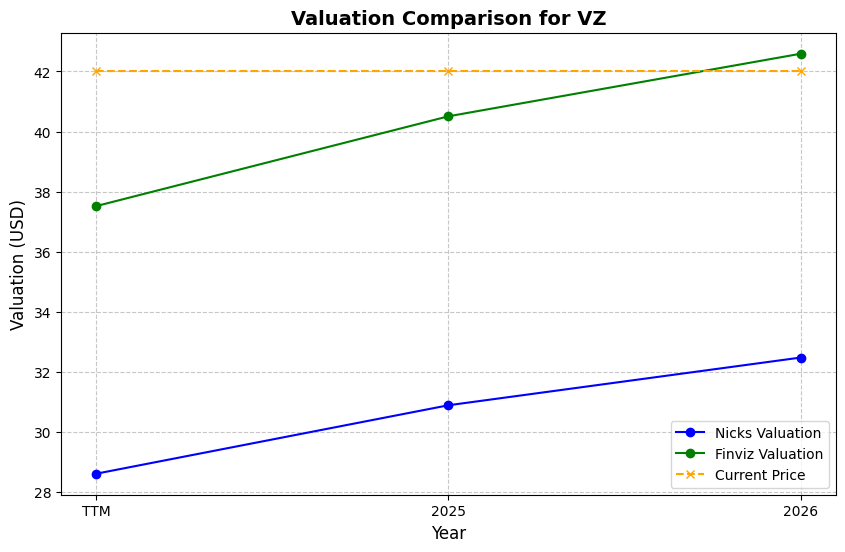 Valuation Comparison for VZ
Valuation (USD)
42
40
38
36
34
32
30
28
TTM
2025
2026
Year
Nicks Valuation
Finviz Valuation
Current Price